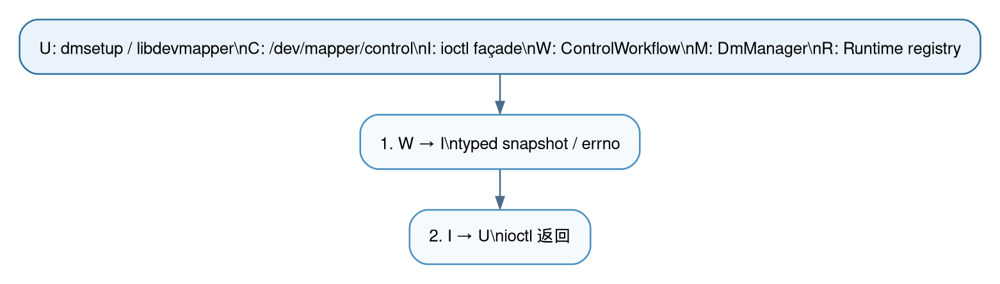 U: dmsetup / libdevmapper\nC: /dev/mapper/control\nI: ioctl façade\nW: ControlWorkflow\nM: DmManager\nR: Runtime registry
1. W → I\ntyped snapshot / errno
2. I → U\nioctl 返回